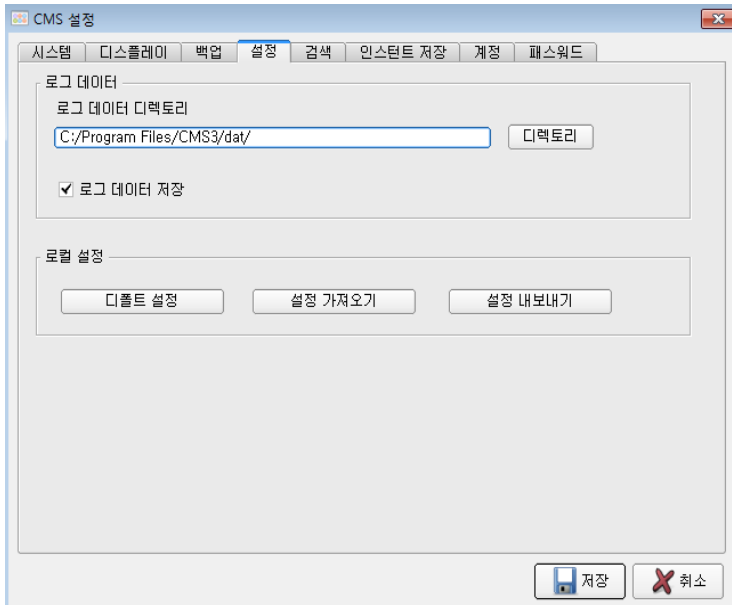 CMS 설정
시스템 디스플레이 백업 설정 검색 인스턴트 저장 계정 패스워드
로그 데이터
로그 데이터 디렉토리
C:/Program Files/CMS3/dat/ 디렉토리
로그 데이터 저장
로컬 설정
디폴트 설정 설정 가져오기 설정 내보내기
저장 취소